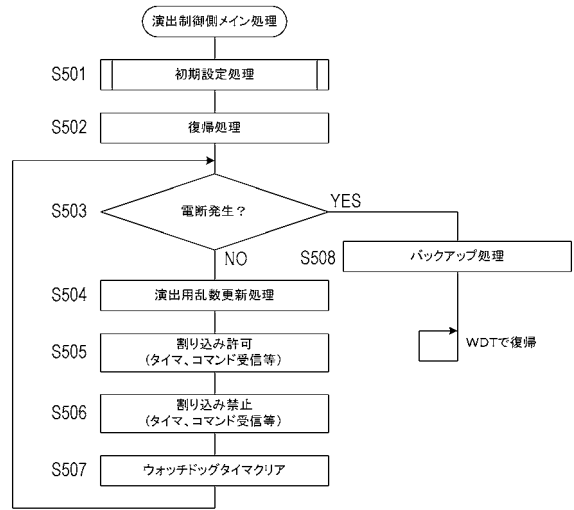 演出制御側メイン処理
S501
初期設定処理
S502
復帰処理
S503
電断発生？
YES
NO
S508
バックアップ処理
S504
演出用乱数更新処理
S505
割り込み許可
(タイマ、コマンド受信等)
WDTで復帰
S506
割り込み禁止
(タイマ、コマンド受信等)
S507
ウォッチドッグタイマクリア